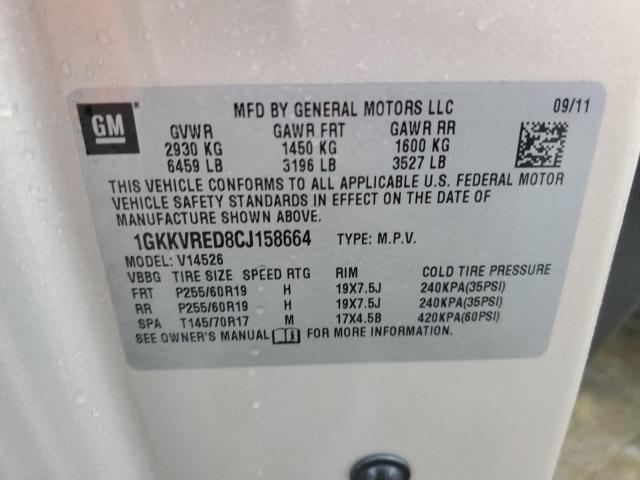 GM
MFD BY GENERAL MOTORS LLC 09/11
GVWR GAWR FRT GAWR RR
2930 KG 1450 KG 1600 KG
6459 LB 3196 LB 3527 LB
THIS VEHICLE CONFORMS TO ALL APPLICABLE U.S. FEDERAL MOTOR
VEHICLE SAFETY STANDARDS IN EFFECT ON THE DATE OF
MANUFACTURE SHOWN ABOVE.
1GKKVRED8CJ158664 TYPE: M.P.V.
MODEL: V14526
VBBG TIRE SIZE SPEED RTG RIM COLD TIRE PRESSURE
FRT P255/60R19 H 19X7.5J 240KPA(35PSI)
RR P255/60R19 H 19X7.5J 240KPA(35PSI)
SPA T145/70R17 M 17X4.5B 420KPA(60PSI)
SEE OWNER'S MANUAL FOR MORE INFORMATION.